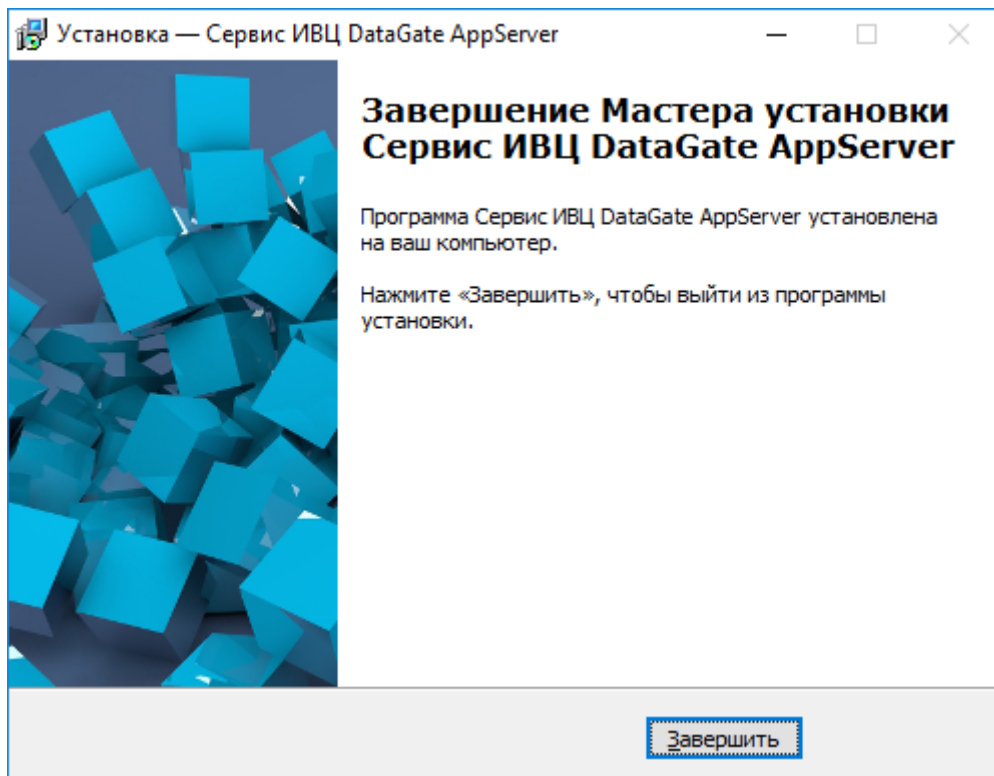 Установка — Сервис ИВЦ DataGate AppServer
Завершение Мастера установки
Сервис ИВЦ DataGate AppServer
Программа Сервис ИВЦ DataGate AppServer установлена
на ваш компьютер.
Нажмите «Завершить», чтобы выйти из программы
установки.
Завершить